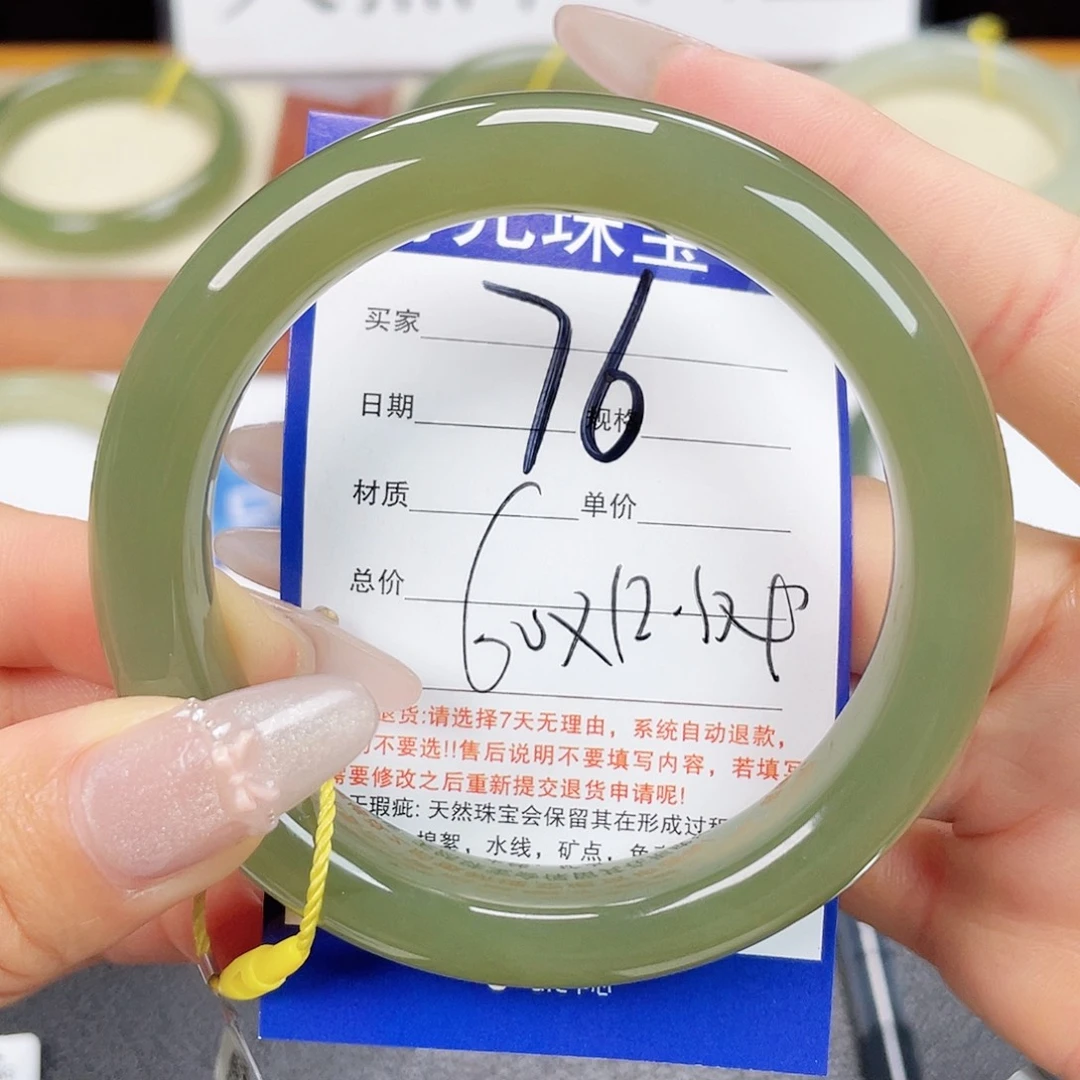 元珠宝
76
买家
日期 规格
材质 单价
总价
60X12.5X8
退货:请选择7天无理由，系统自动退款，
不要选!!售后说明不要填写内容，若填写
需要修改之后重新提交退货申请呢!
瑕疵: 天然珠宝会保留其在形成过程
棉絮，水线，矿点，